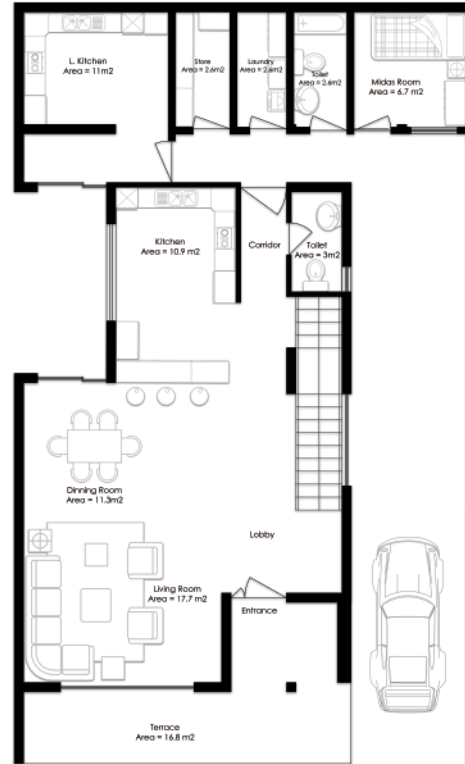 L. Kitchen
Area = 11m2
Store
Area = 2.6m2
Laundry
Area = 2.6m2
Toilet
Area = 2.6m2
Midas Room
Area = 6.7 m2
Kitchen
Area = 10.9 m2
Corridor
Toilet
Area = 3m2
Dinning Room
Area = 11.3m2
Lobby
Living Room
Area = 17.7 m2
Entrance
Terrace
Area = 16.8 m2